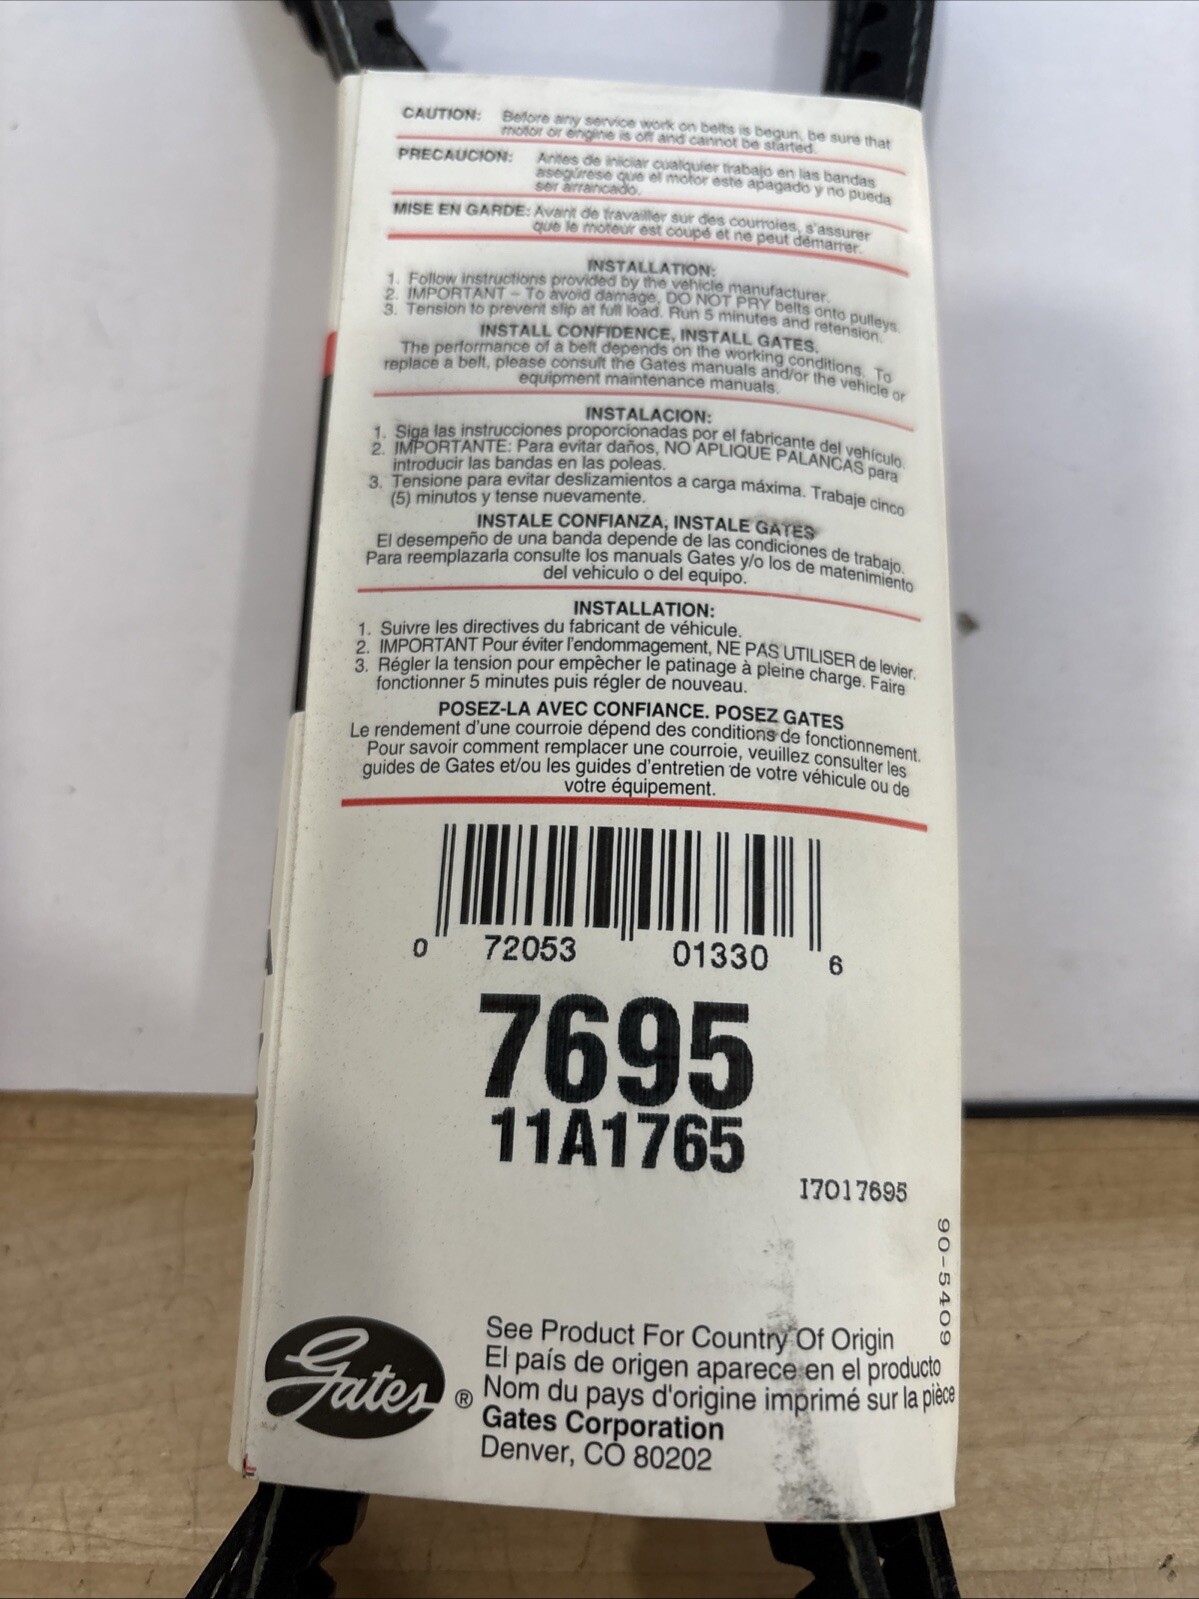 CAUTION: Before any service work on belts is begun, be sure that
motor or engine is off and cannot be started.
PRECAUCION: Antes de iniciar cualquier trabajo en las bandas
asegúrese que el motor este apagado y no pueda
ser arrancado.
MISE EN GARDE: Avant de travailler sur des courroies, s'assurer
que le moteur est coupé et ne peut démarrer.
INSTALLATION:
1. Follow instructions provided by the vehicle manufacturer.
2. IMPORTANT – To avoid damage, DO NOT PRY belts onto pulleys.
3. Tension to prevent slip at full load. Run 5 minutes and retension.
INSTALL CONFIDENCE, INSTALL GATES.
The performance of a belt depends on the working conditions. To
replace a belt, please consult the Gates manuals and/or the vehicle or
equipment maintenance manuals.
INSTALACION:
1. Siga las instrucciones proporcionadas por el fabricante del vehículo.
2. IMPORTANTE: Para evitar daños, NO APLIQUE PALANCAS para
introducir las bandas en las poleas.
3. Tensione para evitar deslizamientos a carga máxima. Trabaje cinco
(5) minutos y tense nuevamente.
INSTALE CONFIANZA, INSTALE GATES
El desempeño de una banda depende de las condiciones de trabajo.
Para reemplazarla consulte los manuals Gates y/o los de matenimiento
del vehiculo o del equipo.
INSTALLATION:
1. Suivre les directives du fabricant de véhicule.
2. IMPORTANT Pour éviter l'endommagement, NE PAS UTILISER de levier.
3. Régler la tension pour empêcher le patinage à pleine charge. Faire
fonctionner 5 minutes puis régler de nouveau.
POSEZ-LA AVEC CONFIANCE. POSEZ GATES
Le rendement d'une courroie dépend des conditions de fonctionnement.
Pour savoir comment remplacer une courroie, veuillez consulter les
guides de Gates et/ou les guides d'entretien de votre véhicule ou de
votre équipement.
0 72053 01330 6
7695
11A1765
I7017695
90-5409
Gates ®
See Product For Country Of Origin
El país de origen aparece en el producto
Nom du pays d'origine imprimé sur la pièce
Gates Corporation
Denver, CO 80202